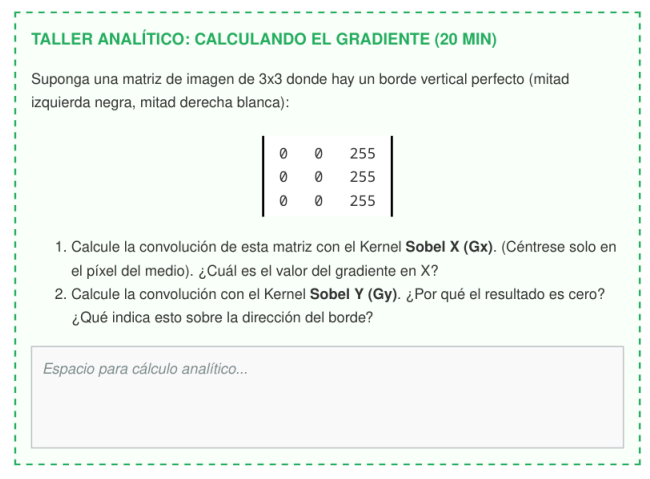 TALLER ANALÍTICO: CALCULANDO EL GRADIENTE (20 MIN)
Suponga una matriz de imagen de 3x3 donde hay un borde vertical perfecto (mitad
izquierda negra, mitad derecha blanca):
0 0 255
0 0 255
0 0 255
1. Calcule la convolución de esta matriz con el Kernel Sobel X (Gx). (Céntrese solo en
el píxel del medio). ¿Cuál es el valor del gradiente en X?
2. Calcule la convolución con el Kernel Sobel Y (Gy). ¿Por qué el resultado es cero?
¿Qué indica esto sobre la dirección del borde?
Espacio para cálculo analítico...